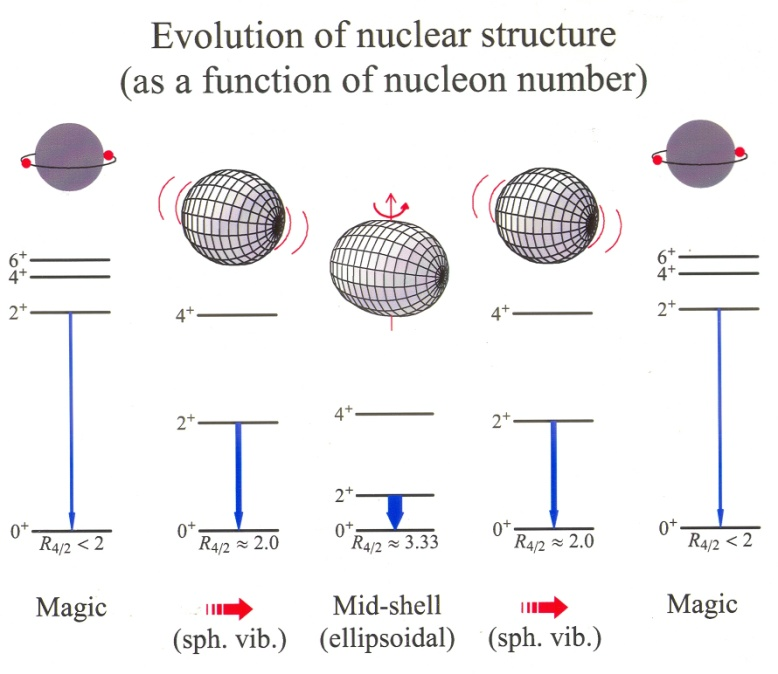 Evolution of nuclear structure
(as a function of nucleon number)
6+
4+
2+
0+
R4/2 < 2
Magic
4+
2+
0+
R4/2 ≈ 2.0
(sph. vib.)
4+
2+
0+
R4/2 ≈ 3.33
Mid-shell
(ellipsoidal)
4+
2+
0+
R4/2 ≈ 2.0
(sph. vib.)
6+
4+
2+
0+
R4/2 < 2
Magic